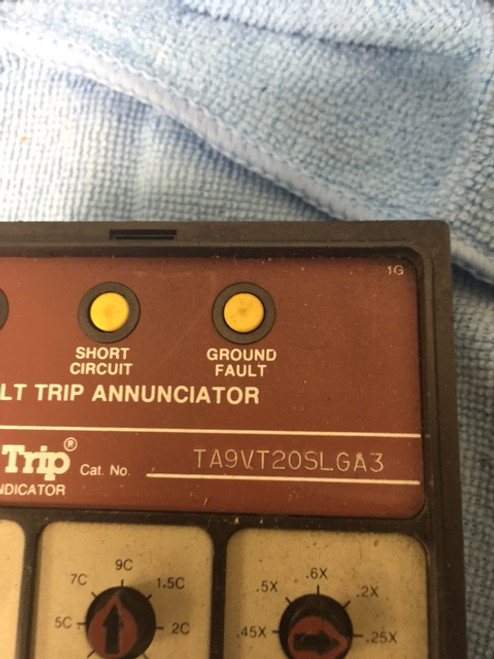 1G
SHORT
CIRCUIT
GROUND
FAULT
LT TRIP ANNUNCIATOR
Trip®
Cat. No. TA9VT20SLGA3
NDICATOR
9C
7C 1.5C
5C 2C
.6X
.5X .2X
.45X .25X